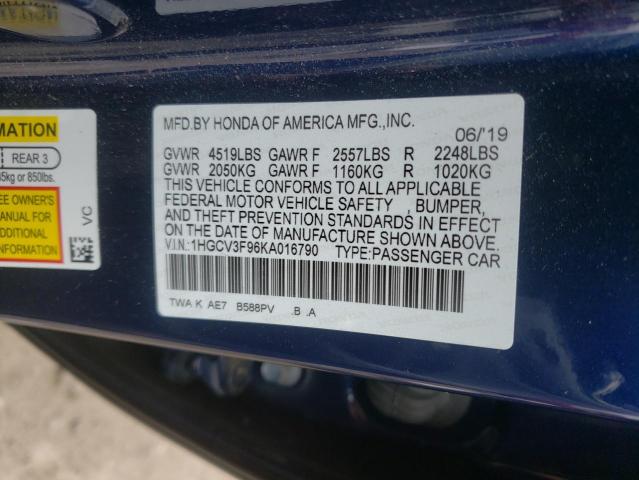 MFD.BY HONDA OF AMERICA MFG.,INC.
06/'19
GVWR 4519LBS GAWR F 2557LBS R 2248LBS
GVWR 2050KG GAWR F 1160KG R 1020KG
THIS VEHICLE CONFORMS TO ALL APPLICABLE
FEDERAL MOTOR VEHICLE SAFETY , BUMPER,
AND THEFT PREVENTION STANDARDS IN EFFECT
ON THE DATE OF MANUFACTURE SHOWN ABOVE.
V.I.N.:1HGCV3F96KA016790 TYPE:PASSENGER CAR
TWA K AE7 B588PV .B .A
MATION
REAR 3
5kg or 850lbs.
EE OWNER'S
MANUAL FOR
ADDITIONAL
VC